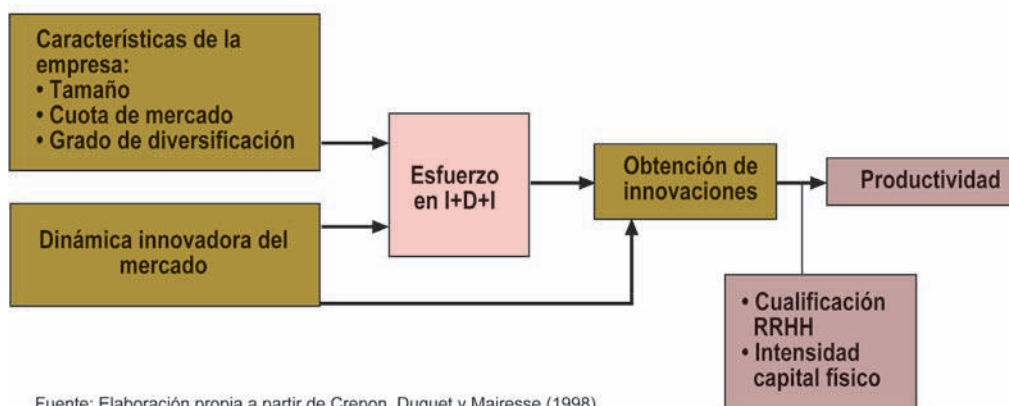 Características de la
empresa:
• Tamaño
• Cuota de mercado
• Grado de diversificación
Dinámica innovadora del
mercado
Esfuerzo
en I+D+I
Obtención de
innovaciones
Productividad
• Cualificación
RRHH
• Intensidad
capital físico
Fuente: Elaboración propia a partir de Crepon, Duguet y Mairesse (1998)